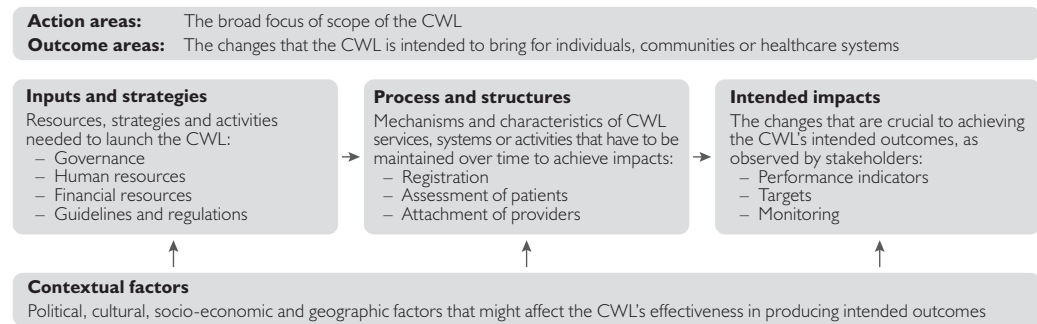 Action areas: The broad focus of scope of the CWL
Outcome areas: The changes that the CWL is intended to bring for individuals, communities or healthcare systems
Inputs and strategies
Resources, strategies and activities
needed to launch the CWL:
– Governance
– Human resources
– Financial resources
– Guidelines and regulations
Process and structures
Mechanisms and characteristics of CWL
services, systems or activities that have to be
maintained over time to achieve impacts:
– Registration
– Assessment of patients
– Attachment of providers
Intended impacts
The changes that are crucial to achieving
the CWL's intended outcomes, as
observed by stakeholders:
– Performance indicators
– Targets
– Monitoring
Contextual factors
Political, cultural, socio-economic and geographic factors that might affect the CWL's effectiveness in producing intended outcomes